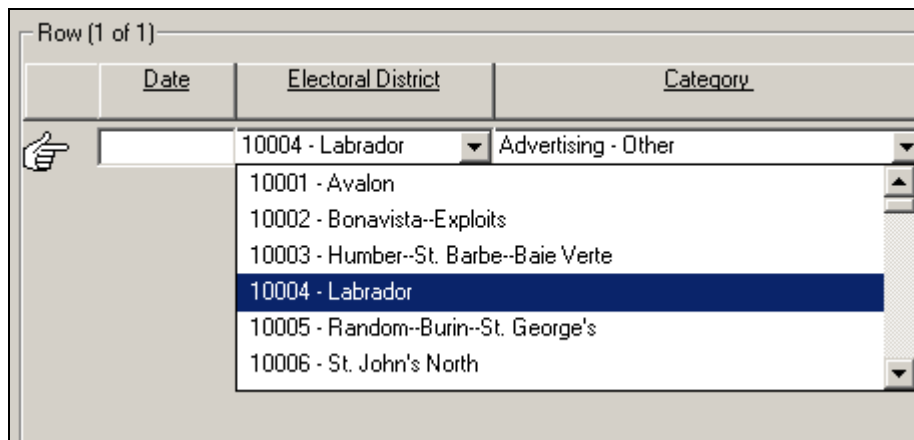 Row (1 of 1)
Date Electoral District Category
10004 - Labrador Advertising - Other
10001 - Avalon
10002 - Bonavista--Exploits
10003 - Humber--St. Barbe--Baie Verte
10004 - Labrador
10005 - Random--Burin--St. George's
10006 - St. John's North